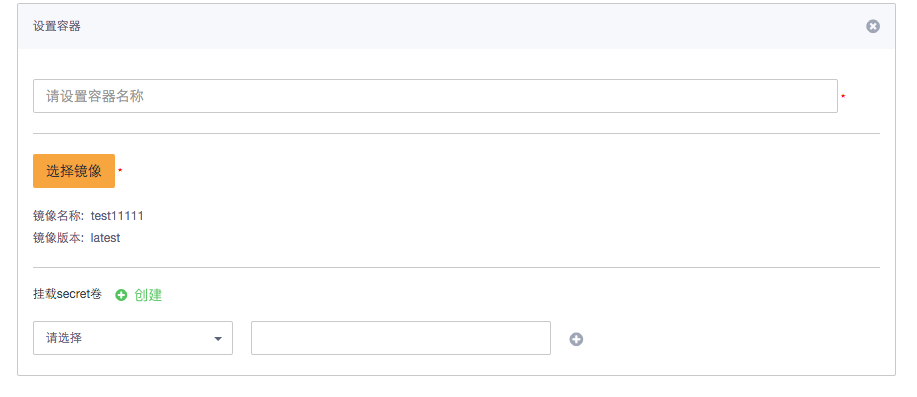 设置容器
请设置容器名称 *
选择镜像 *
镜像名称: test11111
镜像版本: latest
挂载secret卷 创建
请选择